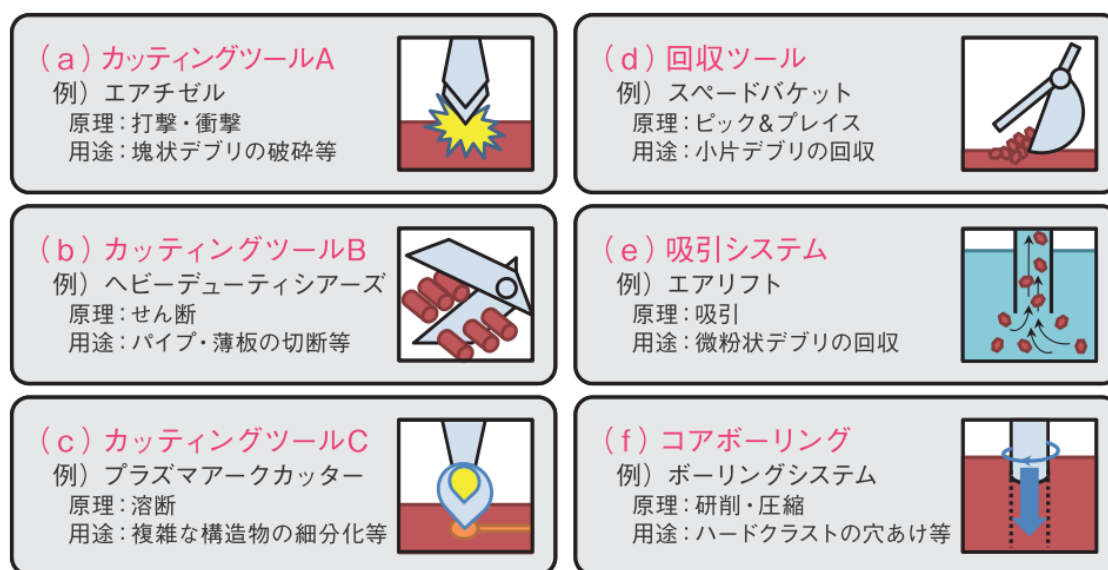 (a)カッティングツールA
例）エアチゼル
原理：打撃・衝撃
用途：塊状デブリの破砕等
(b)カッティングツールB
例）ヘビーデューティシアーズ
原理：せん断
用途：パイプ・薄板の切断等
(c)カッティングツールC
例）プラズマアークカッター
原理：溶断
用途：複雑な構造物の細分化等
(d)回収ツール
例）スペードバケット
原理：ピック&プレイス
用途：小片デブリの回収
(e)吸引システム
例）エアリフト
原理：吸引
用途：微粉状デブリの回収
(f)コアボーリング
例）ボーリングシステム
原理：研削・圧縮
用途：ハードクラストの穴あけ等